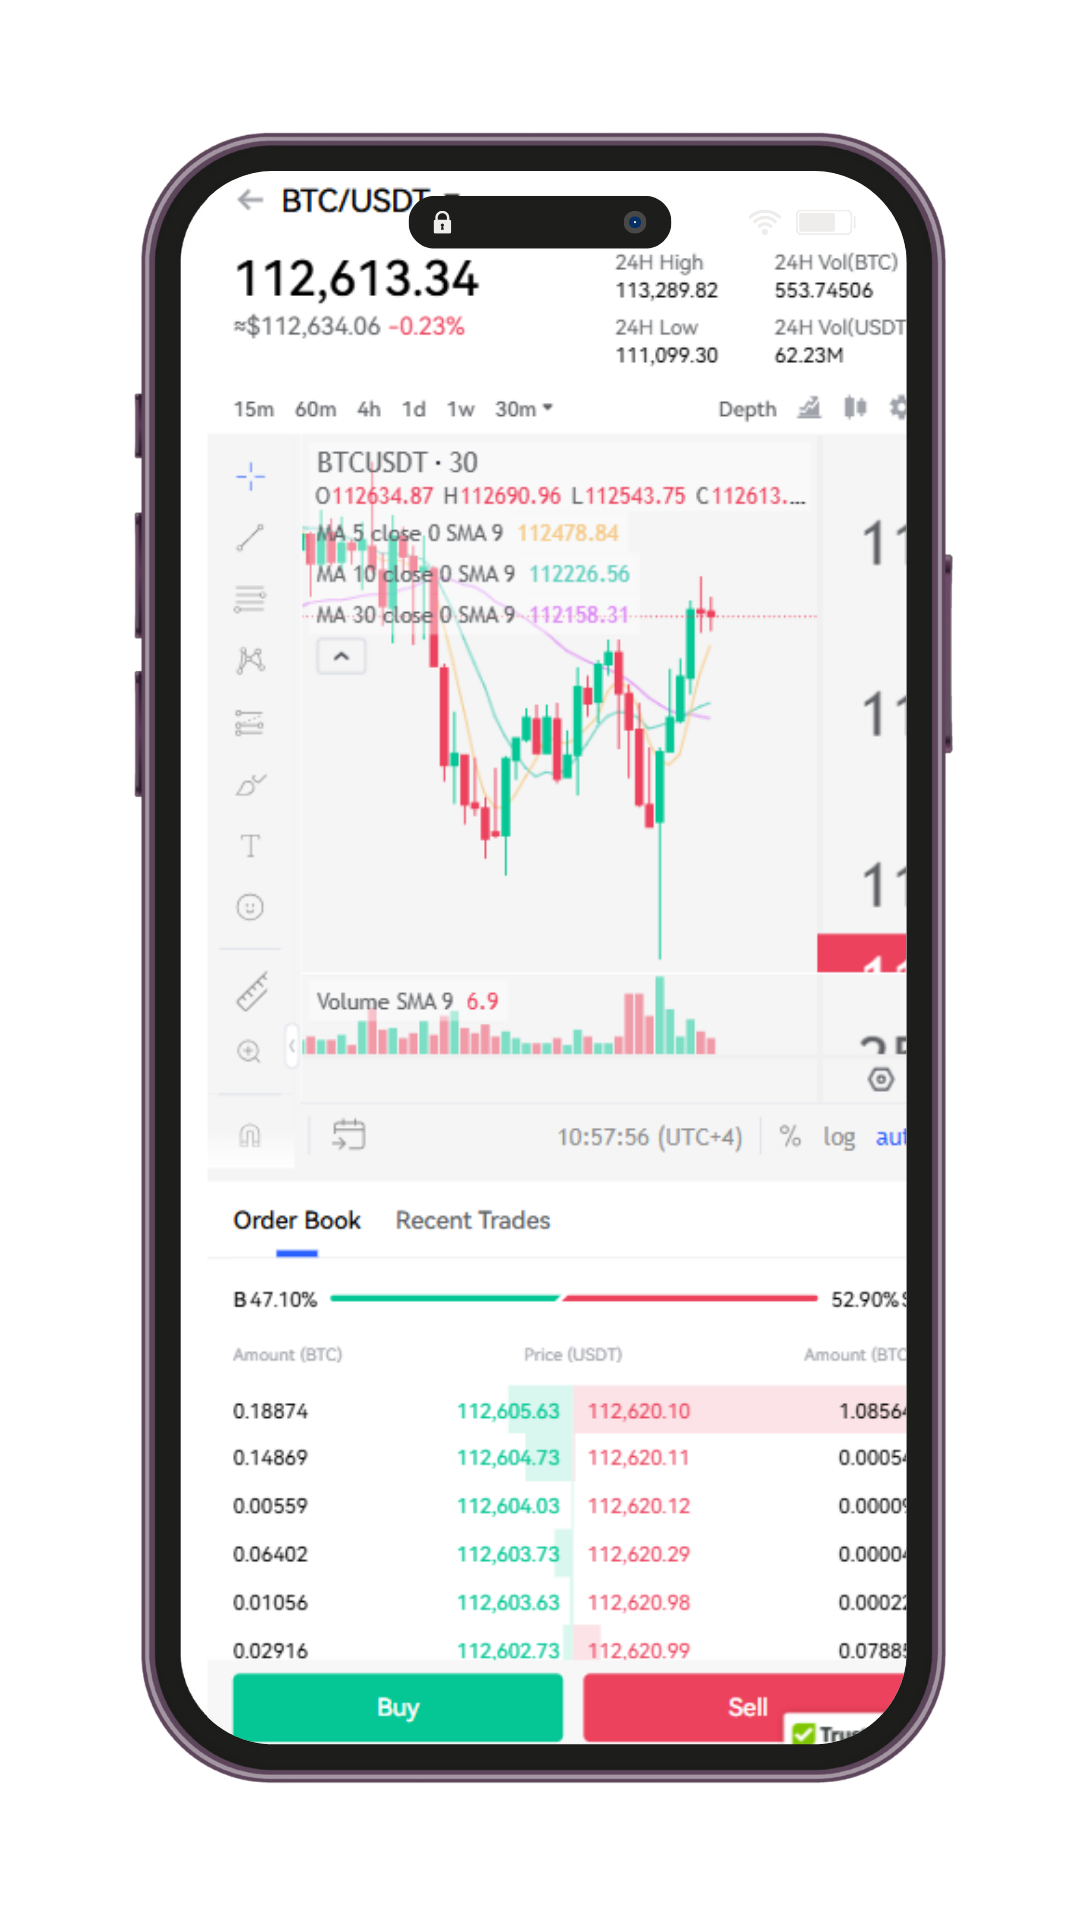 BTC/USDT
112,613.34
≈$112,634.06 -0.23%
24H High
113,289.82
24H Vol(BTC)
553.74506
24H Low
111,099.30
24H Vol(USDT
62.23M
15m 60m 4h 1d 1w 30m Depth
BTCUSDT · 30
O112634.87 H112690.96 L112543.75 C112613....
MA 5 close 0 SMA 9 112478.84
MA 10 close 0 SMA 9 112226.56
MA 30 close 0 SMA 9 112158.31
Volume SMA 9 6.9
10:57:56 (UTC+4) % log
Order Book Recent Trades
B 47.10% 52.90%
Amount (BTC) Price (USDT) Amount (BTC
0.18874 112,605.63 112,620.10 1.0856
0.14869 112,604.73 112,620.11 0.0005
0.00559 112,604.03 112,620.12 0.0000
0.06402 112,603.73 112,620.29 0.0000
0.01056 112,603.63 112,620.98 0.0002
0.02916 112,602.73 112,620.99 0.0788
Buy Sell